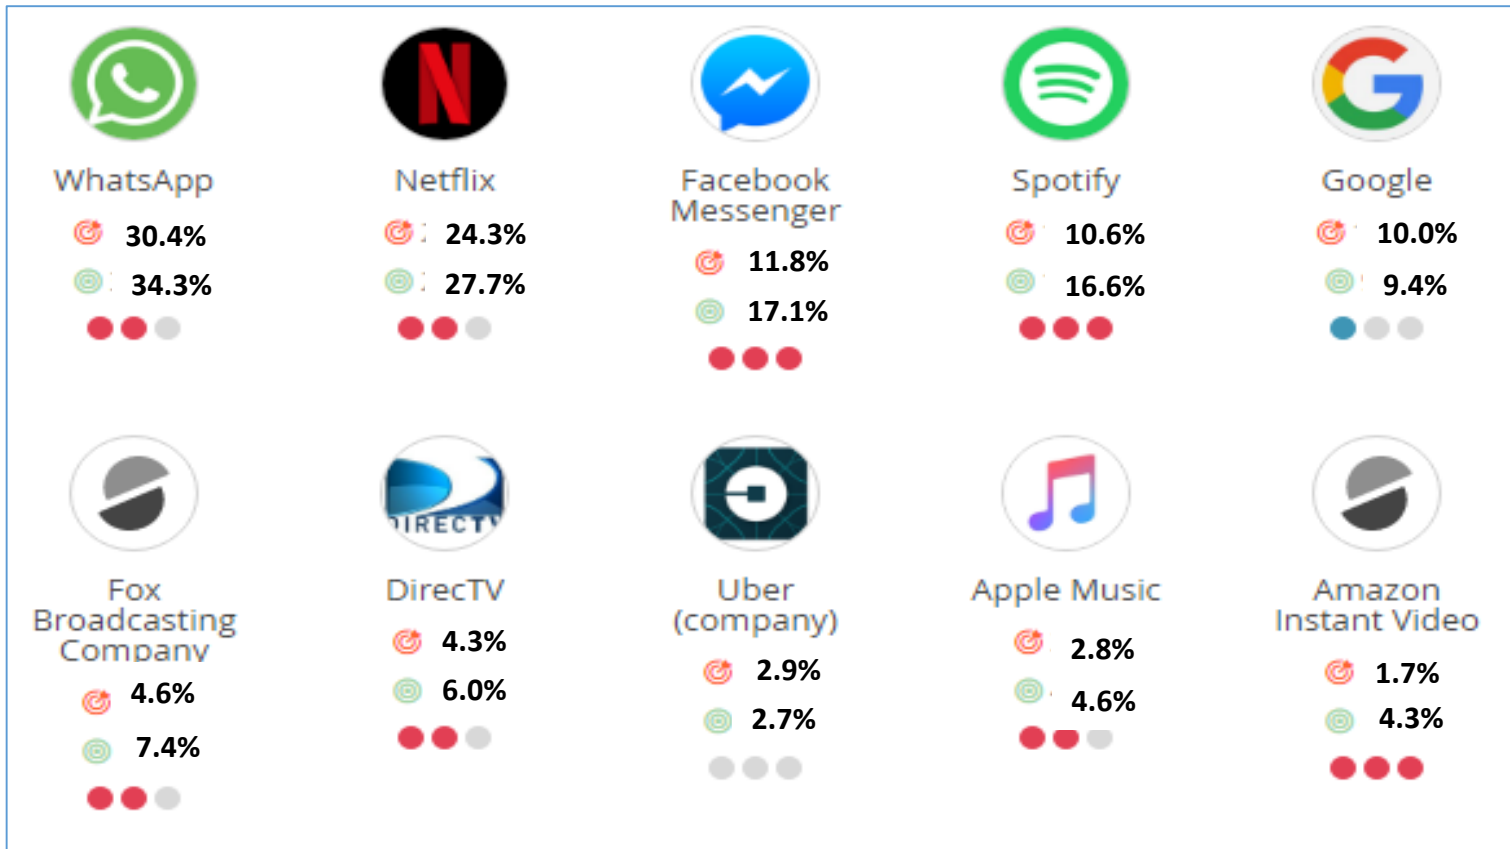 WhatsApp
30.4%
34.3%
Netflix
24.3%
27.7%
Facebook
Messenger
11.8%
17.1%
Spotify
10.6%
16.6%
Google
10.0%
9.4%
Fox
Broadcasting
Company
4.6%
7.4%
DIRECTV
DirecTV
4.3%
6.0%
Uber
(company)
2.9%
2.7%
Apple Music
2.8%
4.6%
Amazon
Instant Video
1.7%
4.3%